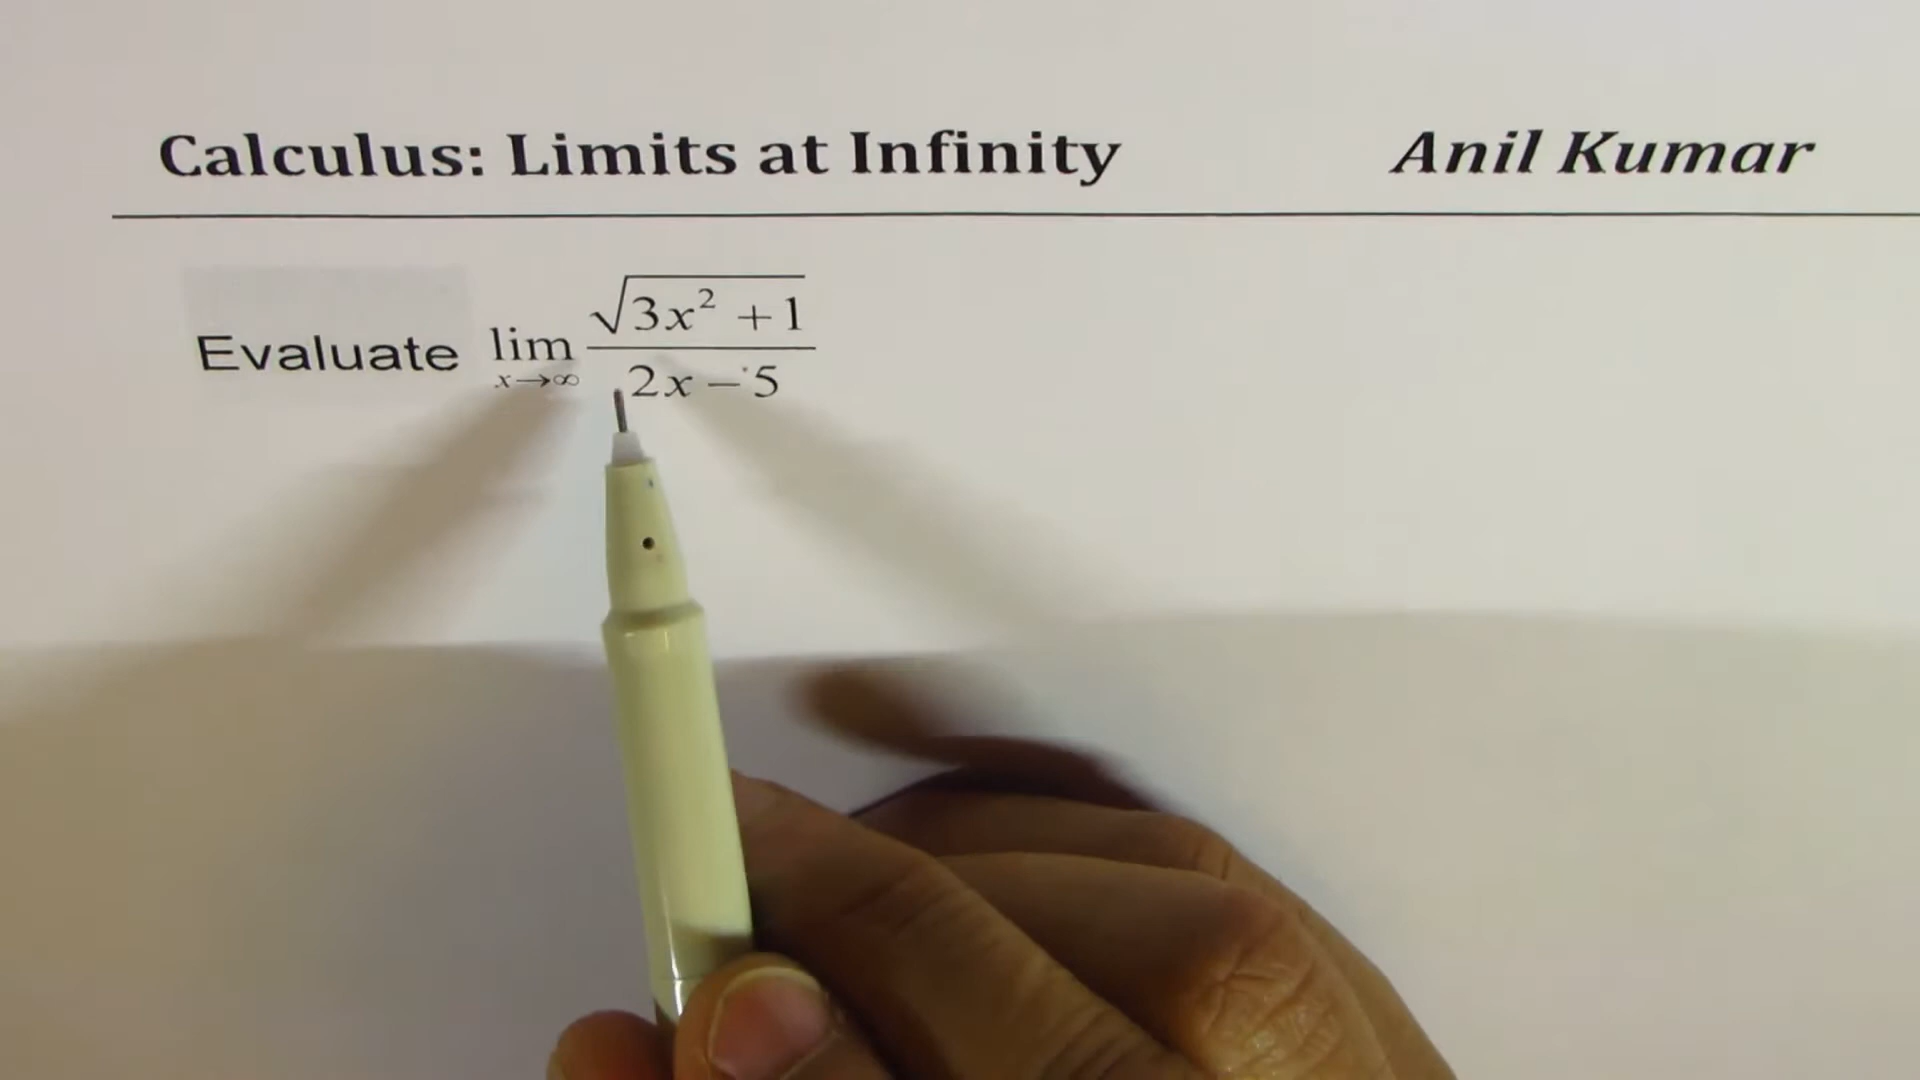 Calculus: Limits at Infinity Anil Kumar
Evaluate lim x→∞ √(3x² + 1) / (2x − 5)